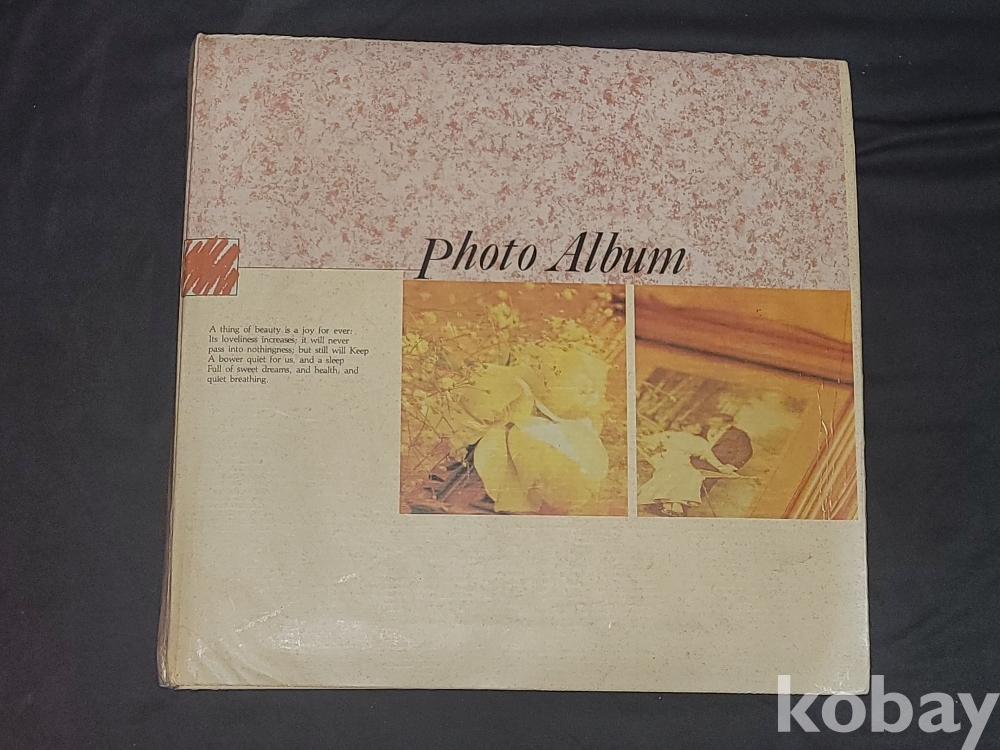 Photo Album
A thing of beauty is a joy for ever:
Its loveliness increases; it will never
pass into nothingness; but still will Keep
A bower quiet for us, and a sleep
Full of sweet dreams, and health, and
quiet breathing.
kobay